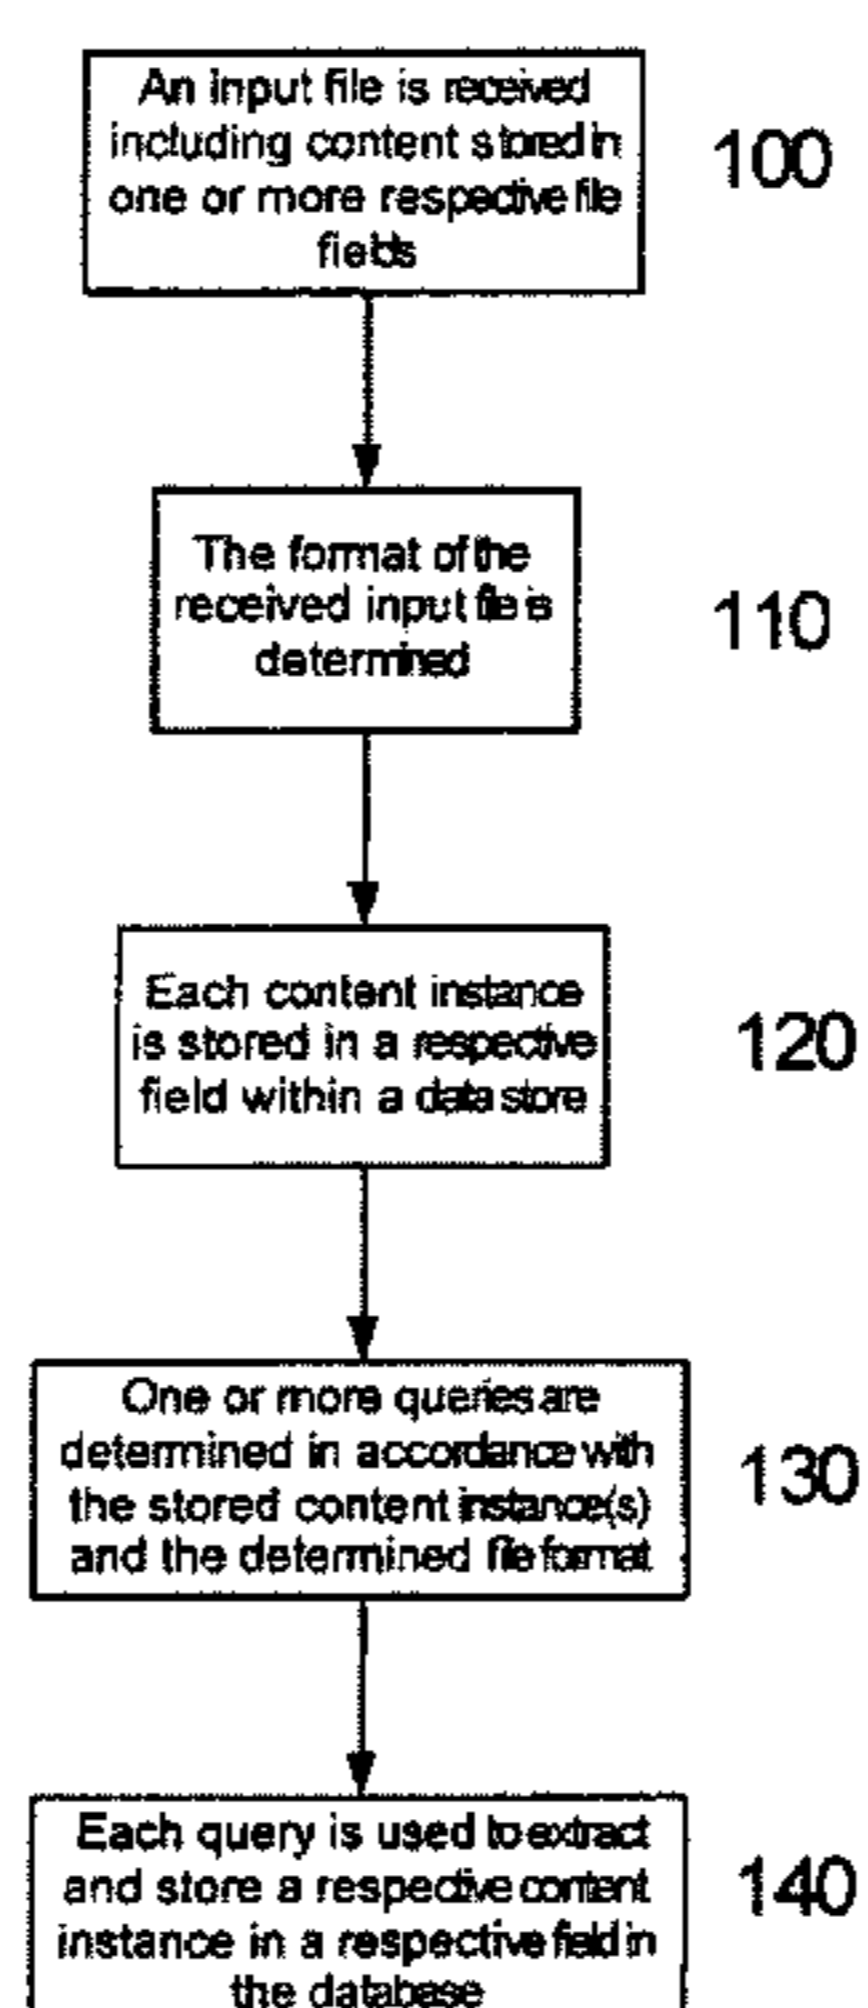 An input file is received
including content stored in
one or more respective file
fields
100
The format of the
received input file is
determined
110
Each content instance
is stored in a respective
field within a data store
120
One or more queries are
determined in accordance with
the stored content instance(s)
and the determined file format
130
Each query is used to extract
and store a respective content
instance in a respective field in
the database
140